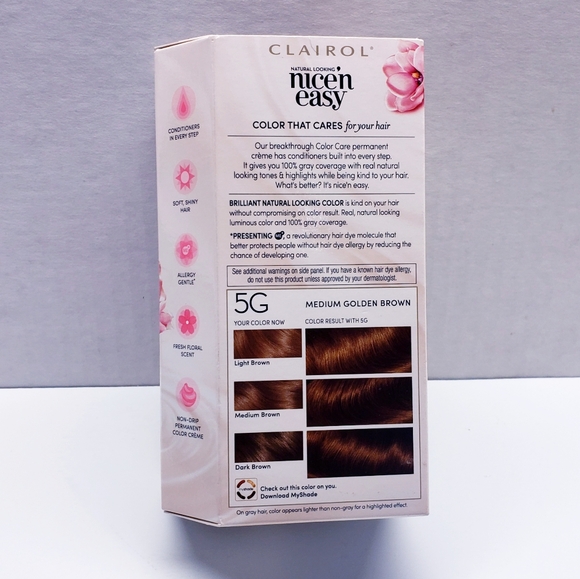 CLAIROL®
NATURAL LOOKING
nice'n
easy
COLOR THAT CARES for your hair
Our breakthrough Color Care permanent
crème has conditioners built into every step.
It gives you 100% gray coverage with real natural
looking tones & highlights while being kind to your hair.
What's better? It's nice'n easy.
BRILLIANT NATURAL LOOKING COLOR is kind on your hair
without compromising on color result. Real, natural looking
luminous color and 100% gray coverage.
*PRESENTING
, a revolutionary hair dye molecule that
better protects people without hair dye allergy by reducing the
chance of developing one.
See additional warnings on side panel. If you have a known hair dye allergy,
do not use this product unless approved by your dermatologist.
5G
MEDIUM GOLDEN BROWN
YOUR COLOR NOW
COLOR RESULT WITH 5G
Light Brown
Medium Brown
Dark Brown
Check out this color on you.
Download MyShade
On gray hair, color appears lighter than non-gray for a highlighted effect.
CONDITIONERS
IN EVERY STEP
SOFT, SHINY
HAIR
ALLERGY
GENTLE*
FRESH FLORAL
SCENT
NON-DRIP
PERMANENT
COLOR CRÈME